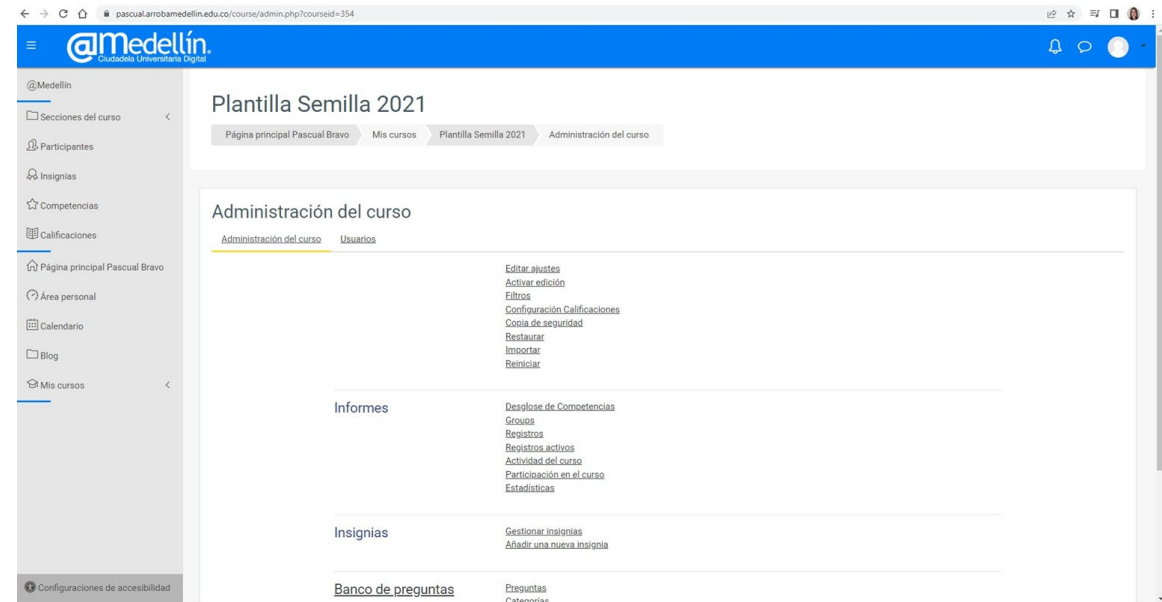 pascual.arrobamedellin.edu.co/course/admin.php?courseid=354
@Medellín.
Ciudadela Universitaria Digital
@Medellín
Secciones del curso
Participantes
Insignias
Competencias
Calificaciones
Página principal Pascual Bravo
Área personal
Calendario
Blog
Mis cursos
Configuraciones de accesibilidad
Plantilla Semilla 2021
Página principal Pascual Bravo Mis cursos Plantilla Semilla 2021 Administración del curso
Administración del curso
Administración del curso Usuarios
Editar ajustes
Activar edición
Filtros
Configuración Calificaciones
Copia de seguridad
Restaurar
Importar
Reiniciar
Informes
Desglose de Competencias
Groups
Registros
Registros activos
Actividad del curso
Participación en el curso
Estadísticas
Insignias
Gestionar insignias
Añadir una nueva insignia
Banco de preguntas
Preguntas
Categorías